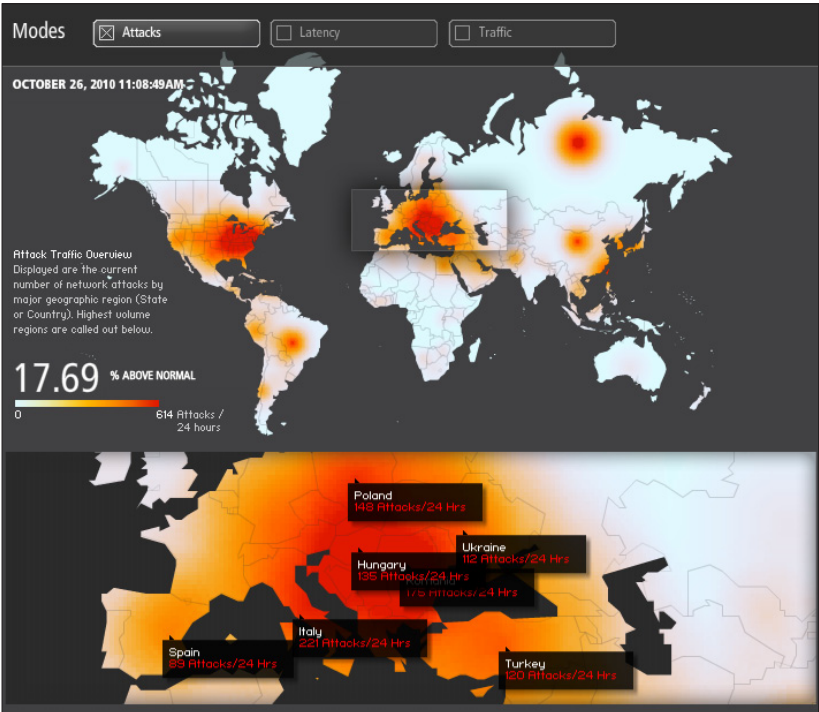 Modes
Attacks
Latency
Traffic
OCTOBER 26, 2010 11:08:49AM
Attack Traffic Overview
Displayed are the current
number of network attacks by
major geographic region (State
or Country). Highest volume
regions are called out below.
17.69 % ABOVE NORMAL
0
614 Attacks /
24 hours
Poland
148 Attacks/24 Hrs
Ukraine
112 Attacks/24 Hrs
Hungary
135 Attacks/24 Hrs
Romania
176 Attacks/24 Hrs
Italy
221 Attacks/24 Hrs
Spain
89 Attacks/24 Hrs
Turkey
120 Attacks/24 Hrs